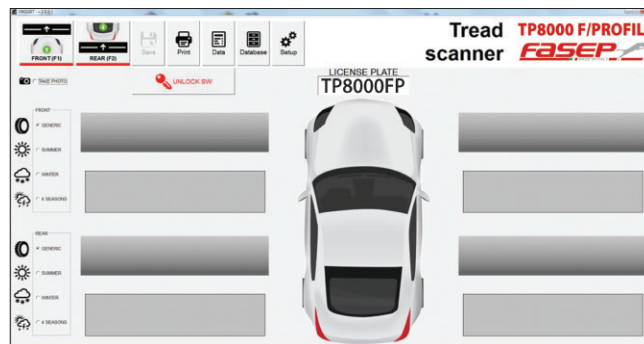 Tread scanner
TP8000 F/PROFIL
FASEP
FRONT (F1)
REAR (F2)
Save
Print
Data
Database
Setup
TAKE PHOTO
UNLOCK SW
LICENSE PLATE
TP8000FP
FRONT
GENERIC
SUMMER
WINTER
4 SEASONS
REAR
GENERIC
SUMMER
WINTER
4 SEASONS